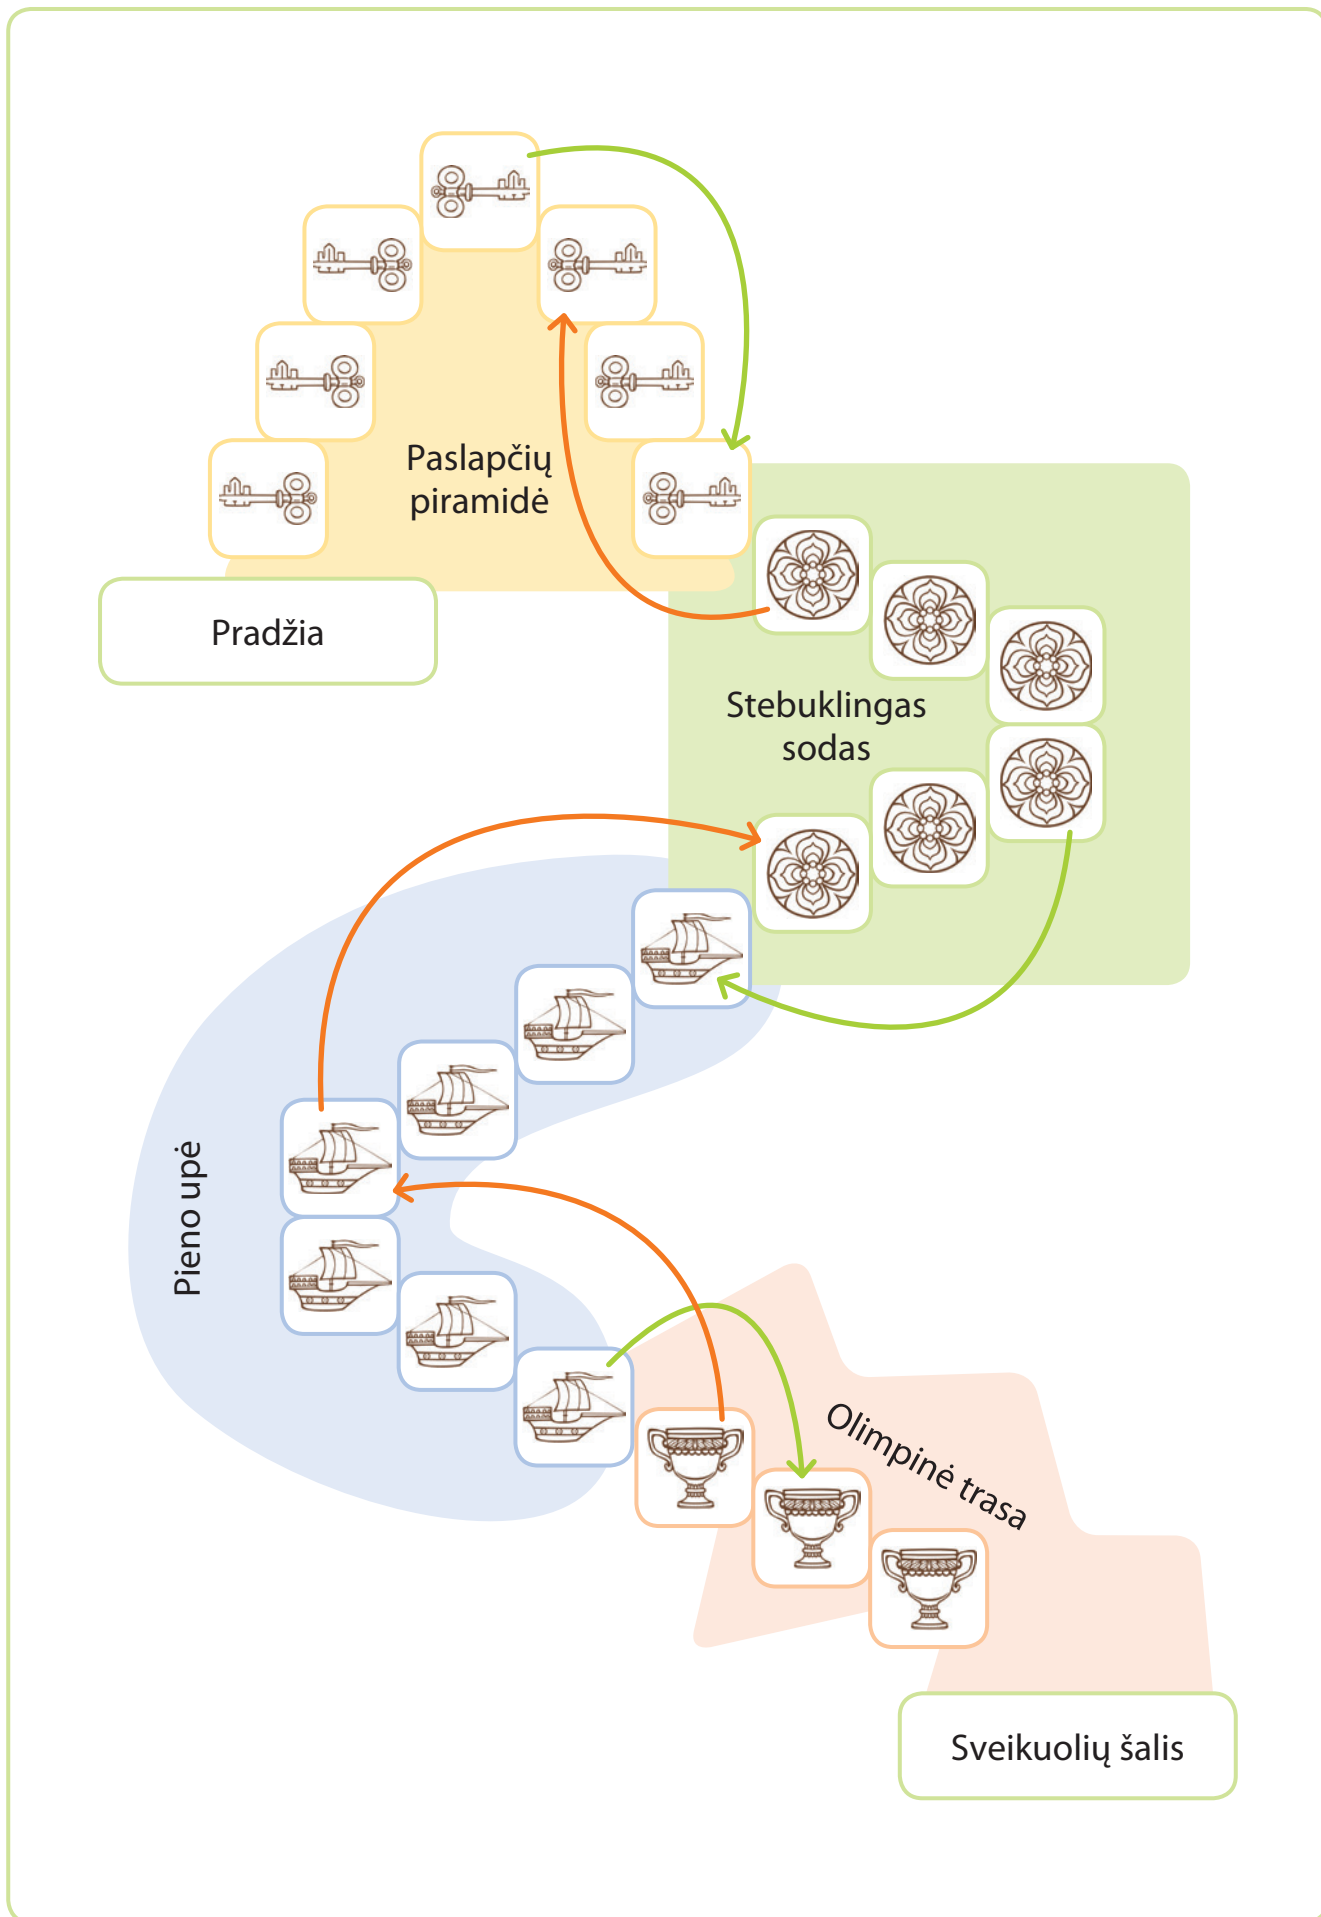 Paslapčių
piramidė
Pradžia
Stebuklingas
sodas
Pieno upė
Olimpinė trasa
Sveikuolių šalis